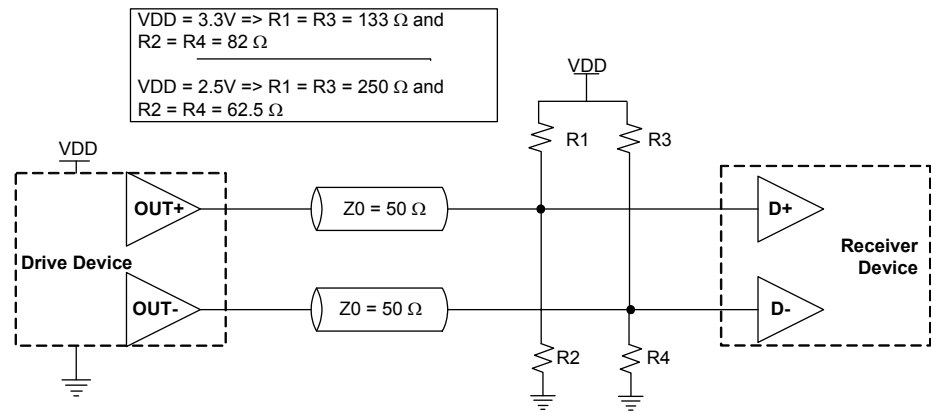 VDD = 3.3V => R1 = R3 = 133 Ω and
R2 = R4 = 82 Ω
VDD = 2.5V => R1 = R3 = 250 Ω and
R2 = R4 = 62.5 Ω
VDD
R1
R3
VDD
OUT+
Z0 = 50 Ω
D+
Drive Device
Receiver
Device
OUT-
Z0 = 50 Ω
D-
R2
R4